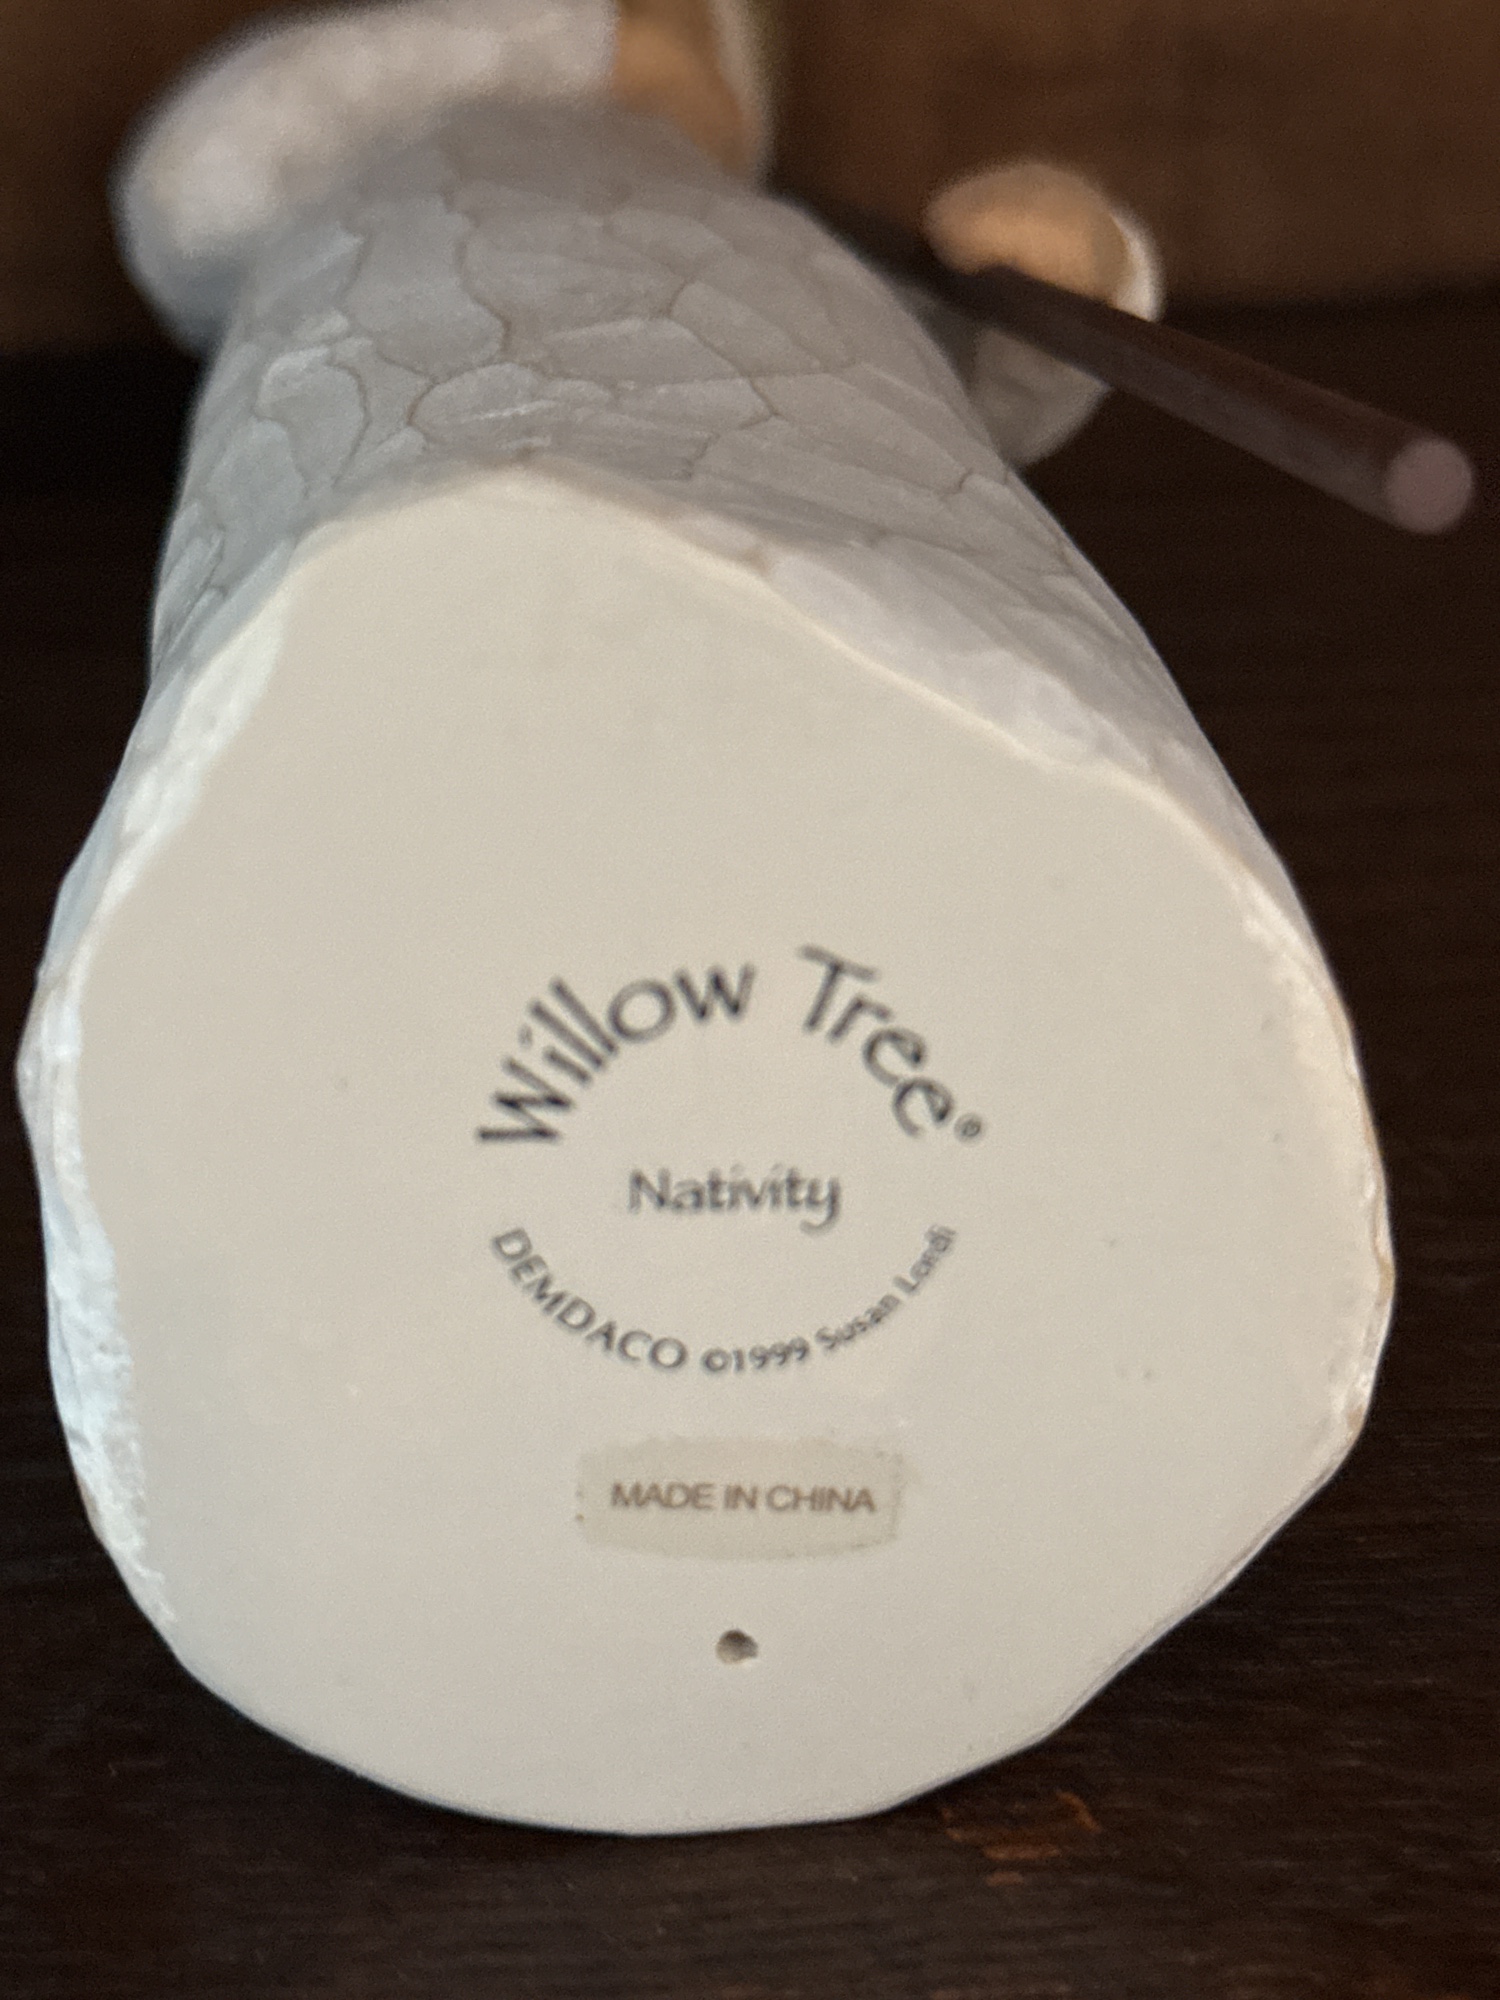 Willow Tree®
Nativity
DEMDACO ©1999 Susan Lordi
MADE IN CHINA